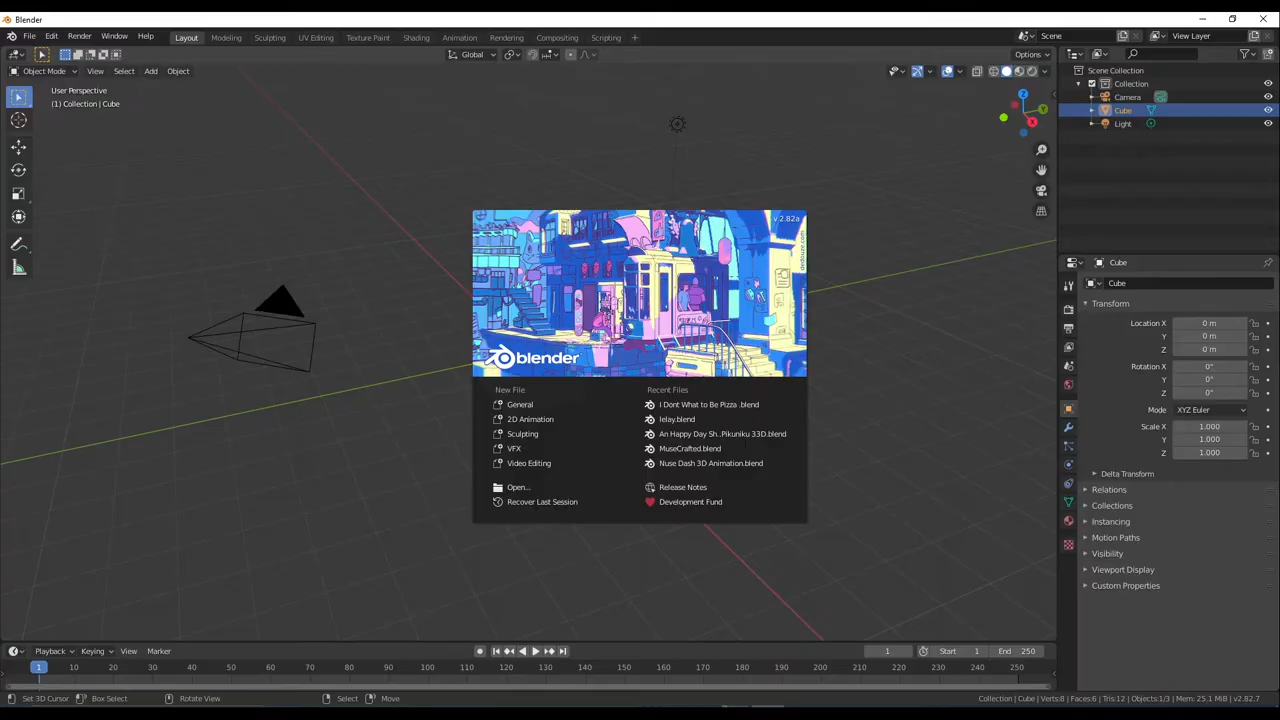 Blender
File Edit Render Window Help Layout Modeling Sculpting UV Editing Texture Paint Shading Animation Rendering Compositing Scripting + Scene View Layer
Global Options
Object Mode View Select Add Object
User Perspective
(1) Collection | Cube
Z
Y
X
Scene Collection
Collection
Camera
Cube
Light
v 2.82a
blender
New File
General
2D Animation
Sculpting
VFX
Video Editing
Open...
Recover Last Session
Recent Files
I Dont What to Be Pizza .blend
lelay.blend
An Happy Day Sh..Pikuniku 33D.blend
MuseCrafted.blend
Nuse Dash 3D Animation.blend
Release Notes
Development Fund
Cube
Cube
Transform
Location X 0 m
Y 0 m
Z 0 m
Rotation X 0°
Y 0°
Z 0°
Mode XYZ Euler
Scale X 1.000
Y 1.000
Z 1.000
Delta Transform
Relations
Collections
Instancing
Motion Paths
Visibility
Viewport Display
Custom Properties
Playback Keying View Marker 1 Start 1 End 250
1 10 20 30 40 50 60 70 80 90 100 110 120 130 140 150 160 170 180 190 200 210 220 230 240 250
Set 3D Cursor Box Select Rotate View Select Move Collection | Cube | Verts:8 | Faces:6 | Tris:12 | Objects:1/3 | Mem: 25.1 MiB | v2.82.7